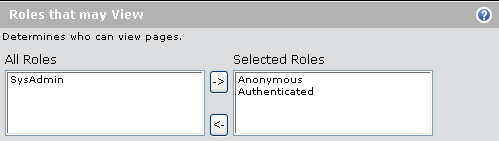 Roles that may View
?
Determines who can view pages.
All Roles
Selected Roles
SysAdmin
->
Anonymous
Authenticated
<-